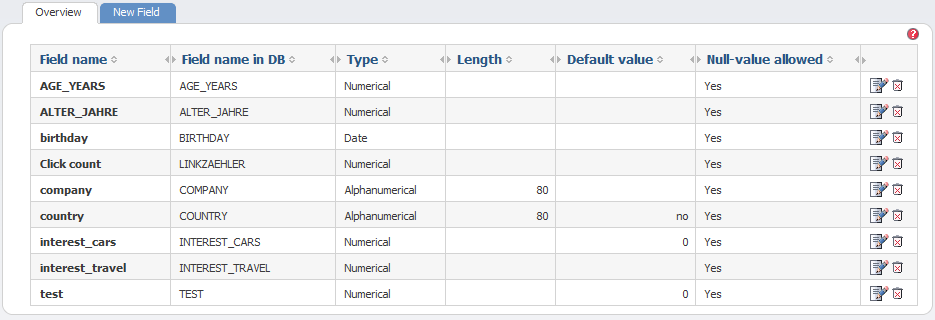 Overview New Field
?
Field name Field name in DB Type Length Default value Null-value allowed
AGE_YEARS AGE_YEARS Numerical Yes
ALTER_JAHRE ALTER_JAHRE Numerical Yes
birthday BIRTHDAY Date Yes
Click count LINKZAEHLER Numerical Yes
company COMPANY Alphanumerical 80 Yes
country COUNTRY Alphanumerical 80 no Yes
interest_cars INTEREST_CARS Numerical 0 Yes
interest_travel INTEREST_TRAVEL Numerical Yes
test TEST Numerical 0 Yes